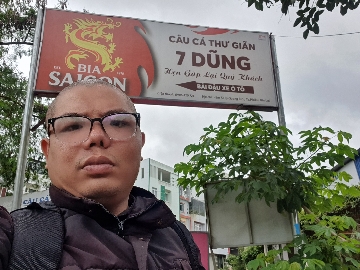 BIA
SAIGON
CÂU CÁ THƯ GIÃN
7 DŨNG
Hẹn Gặp Lại Quý Khách
BÃI ĐẬU XE Ô TÔ